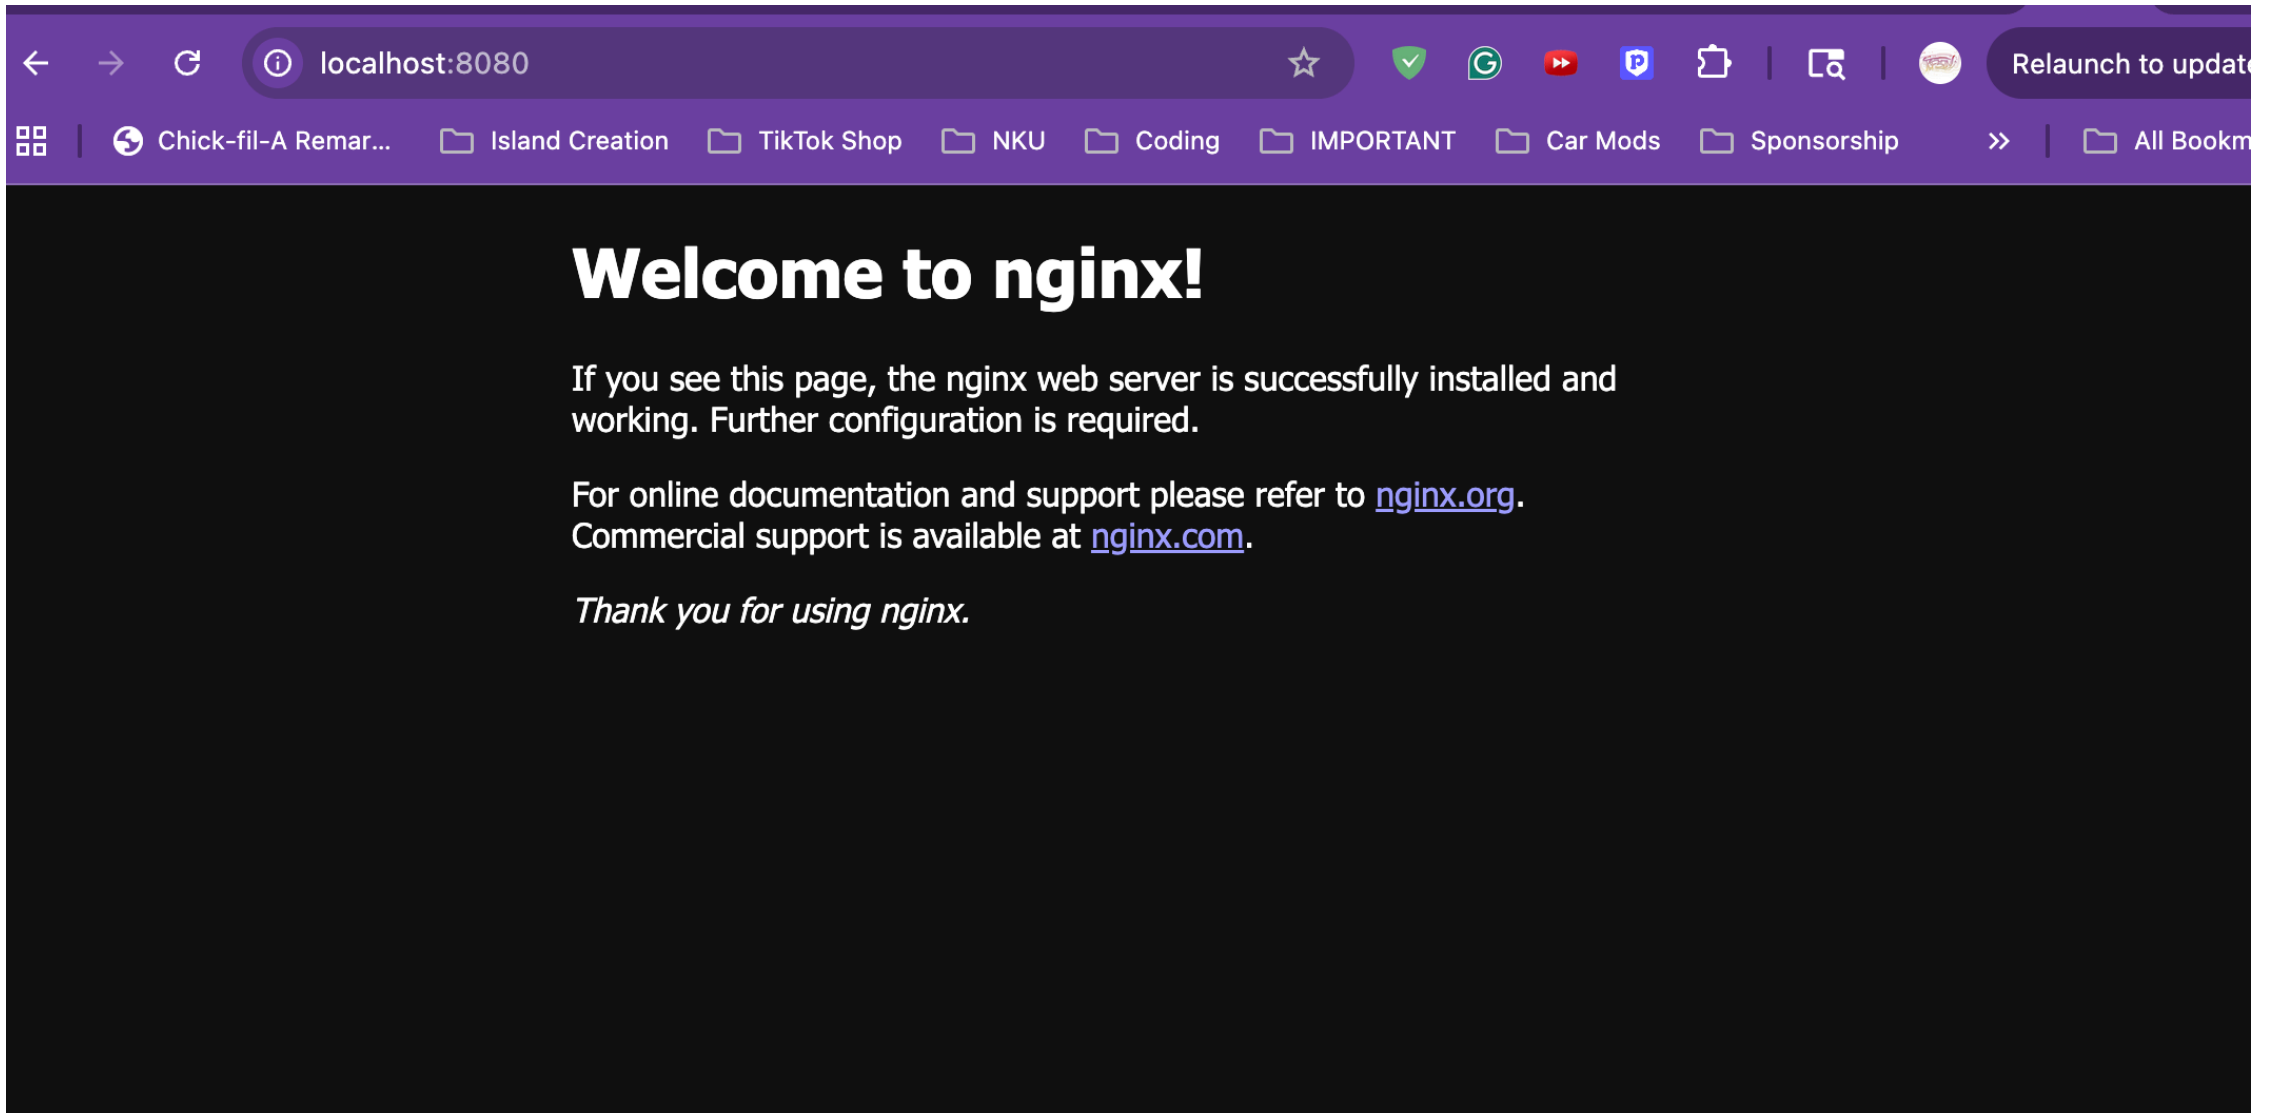 localhost:8080
Relaunch to update
Chick-fil-A Remar... Island Creation TikTok Shop NKU Coding IMPORTANT Car Mods Sponsorship All Bookm
Welcome to nginx!
If you see this page, the nginx web server is successfully installed and
working. Further configuration is required.
For online documentation and support please refer to nginx.org.
Commercial support is available at nginx.com.
Thank you for using nginx.